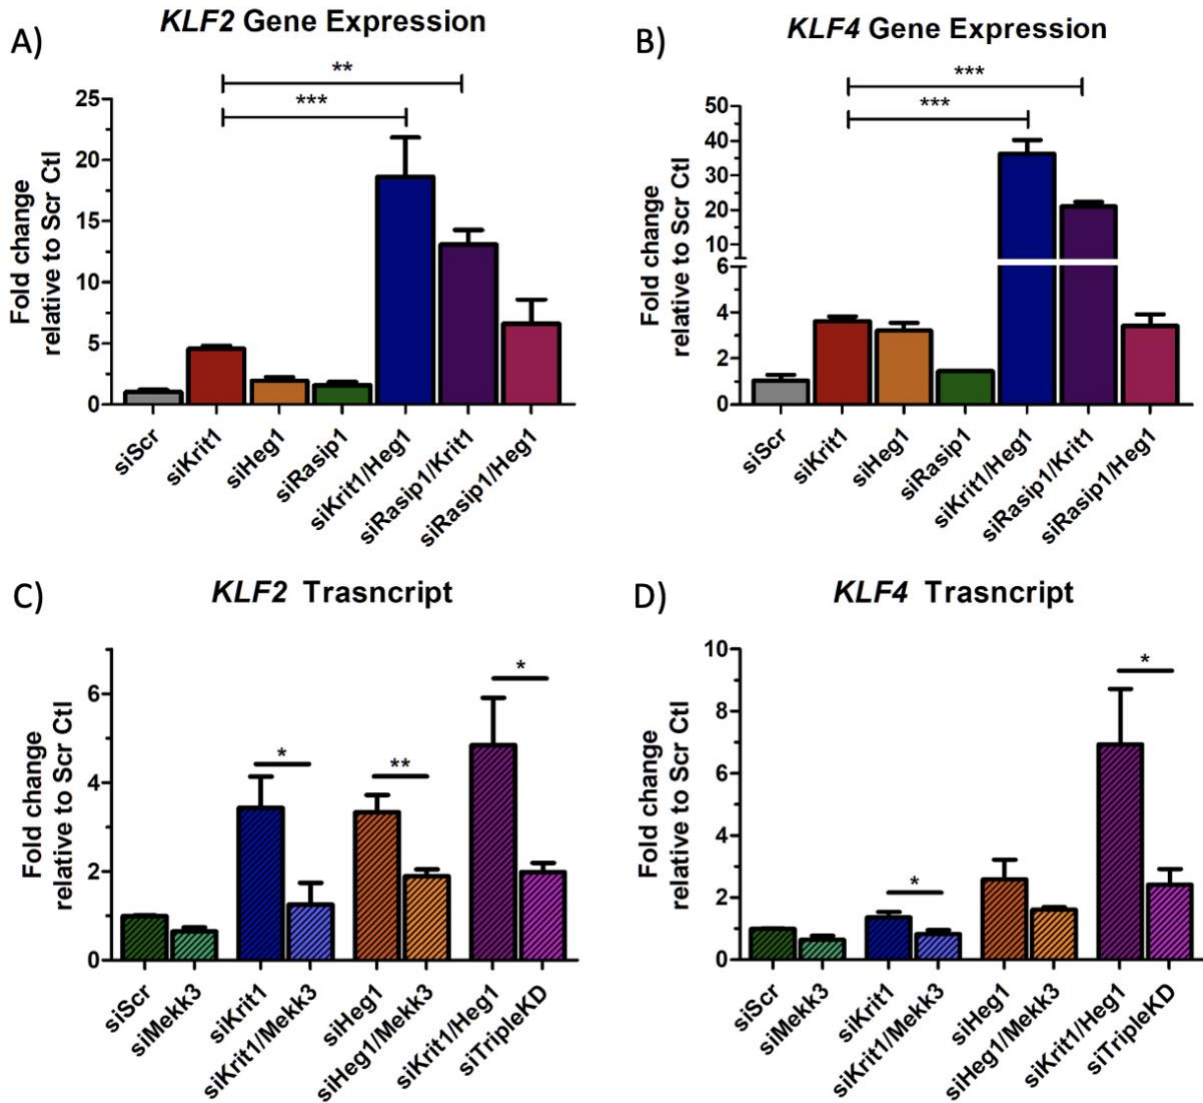 A)
KLF2 Gene Expression
Fold change
relative to Scr Ctl
25
20
15
10
5
0
**
***
siScr
siKrit1
siHeg1
siRasip1
siKrit1/Heg1
siRasip1/Krit1
siRasip1/Heg1
B)
KLF4 Gene Expression
Fold change
relative to Scr Ctl
50
40
30
20
10
6
4
2
0
***
***
siScr
siKrit1
siHeg1
siRasip1
siKrit1/Heg1
siRasip1/Krit1
siRasip1/Heg1
C)
KLF2 Trasncript
Fold change
relative to Scr Ctl
6
4
2
0
*
**
*
siScr
siMekk3
siKrit1
siKrit1/Mekk3
siHeg1
siHeg1/Mekk3
siKrit1/Heg1
siTripleKD
D)
KLF4 Trasncript
Fold change
relative to Scr Ctl
10
8
6
4
2
0
*
*
siScr
siMekk3
siKrit1
siKrit1/Mekk3
siHeg1
siHeg1/Mekk3
siKrit1/Heg1
siTripleKD